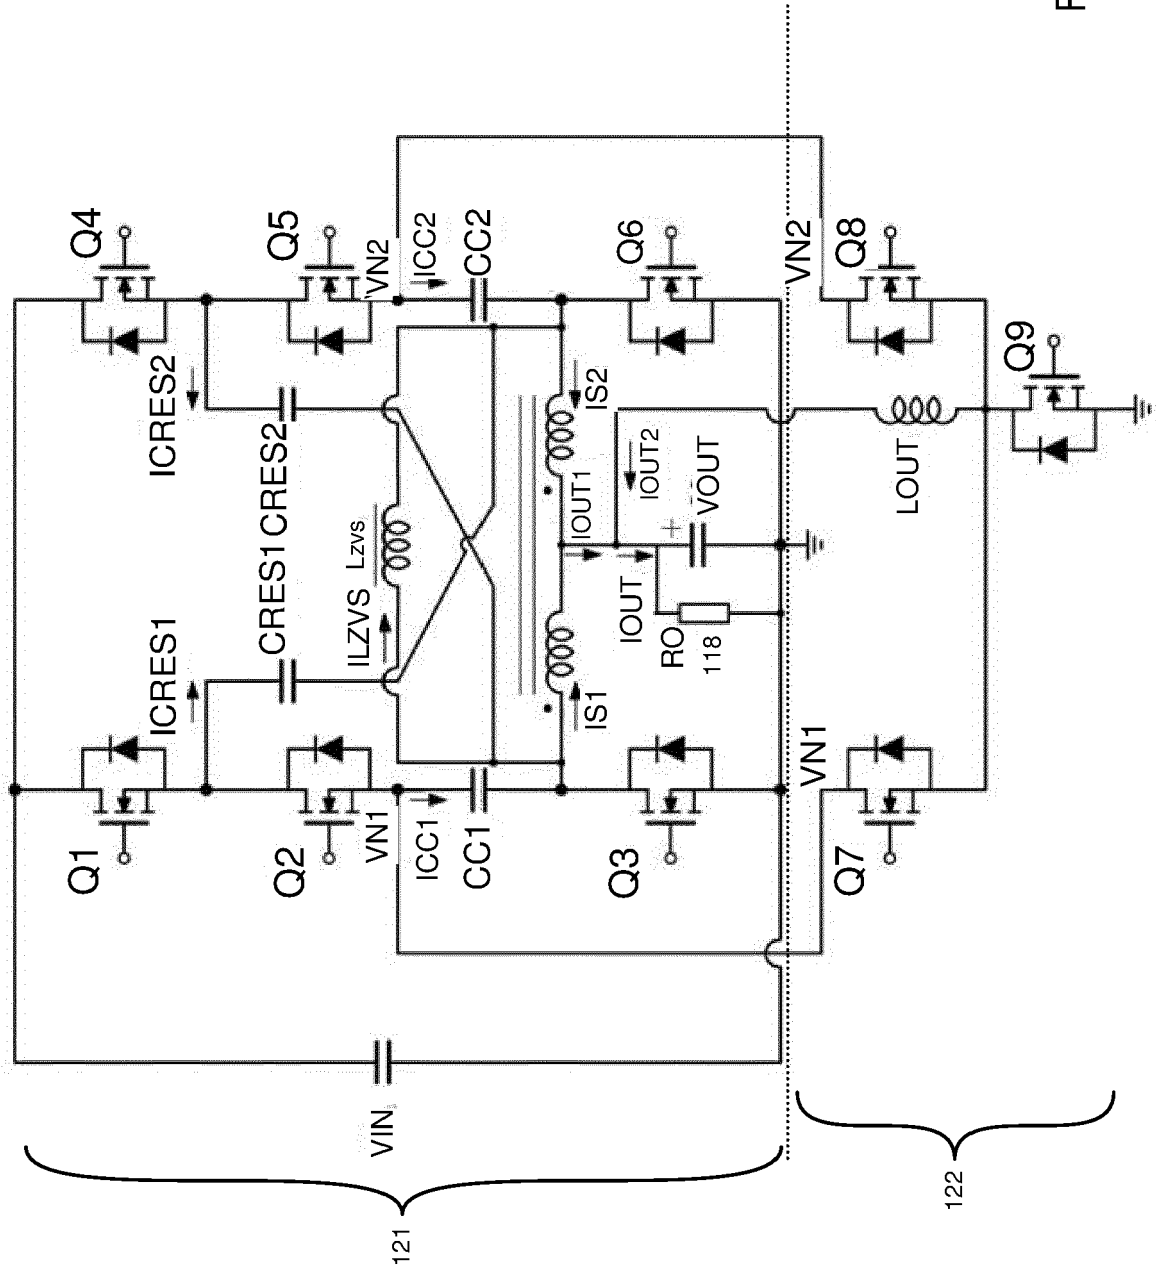 Q1
Q2
Q3
Q4
Q5
Q6
Q7
Q8
Q9
ICRES1
ICRES2
CRES1
CRES2
ILZVS
Lzvs
VN1
VN2
ICC1
ICC2
CC1
CC2
IS1
IS2
IOUT1
IOUT2
IOUT
+
VOUT
-
RO
118
VN1
VN2
LOUT
VIN
121
122